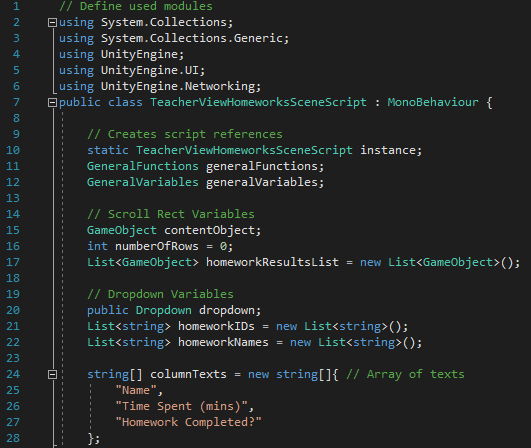 1 // Define used modules
2 using System.Collections;
3 using System.Collections.Generic;
4 using UnityEngine;
5 using UnityEngine.UI;
6 using UnityEngine.Networking;
7 public class TeacherViewHomeworksSceneScript : MonoBehaviour {
8
9 // Creates script references
10 static TeacherViewHomeworksSceneScript instance;
11 GeneralFunctions generalFunctions;
12 GeneralVariables generalVariables;
13
14 // Scroll Rect Variables
15 GameObject contentObject;
16 int numberOfRows = 0;
17 List<GameObject> homeworkResultsList = new List<GameObject>();
18
19 // Dropdown Variables
20 public Dropdown dropdown;
21 List<string> homeworkIDs = new List<string>();
22 List<string> homeworkNames = new List<string>();
23
24 string[] columnTexts = new string[]{ // Array of texts
25 "Name",
26 "Time Spent (mins)",
27 "Homework Completed?"
28 };